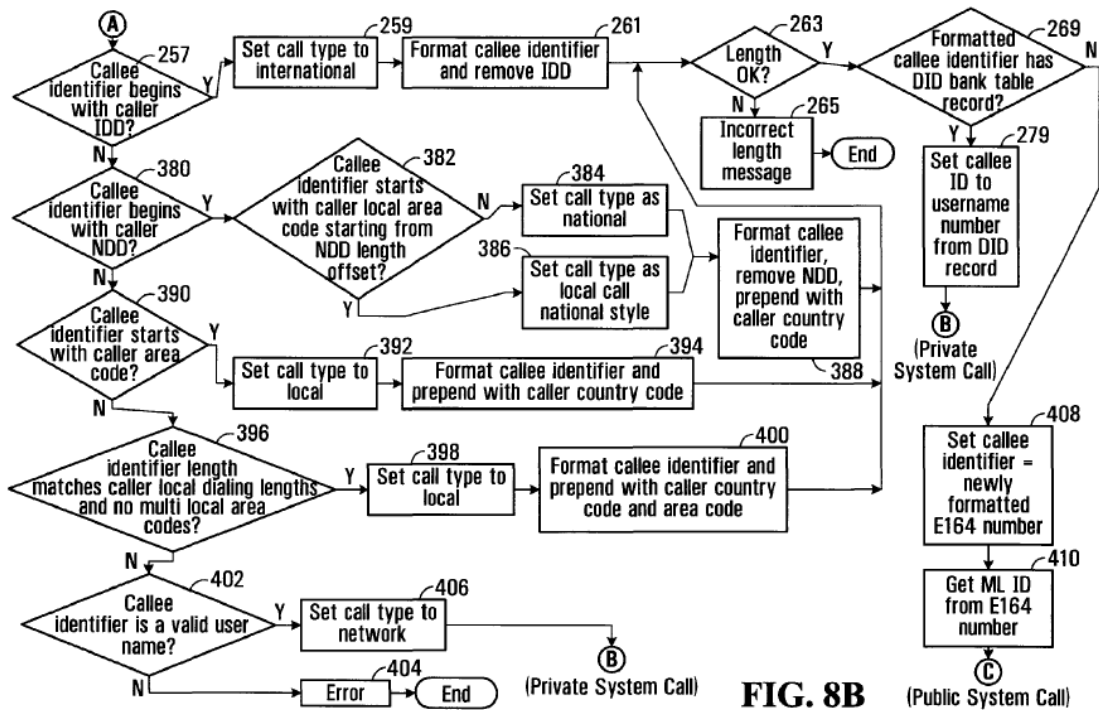 A
257
Callee
identifier begins
with caller
IDD?
Y
N
259
Set call type to
international
261
Format callee identifier
and remove IDD
263
Length
OK?
Y
N
265
Incorrect
length
message
End
269
Formatted
callee identifier has
DID bank table
record?
N
Y
279
Set callee
ID to
username
number
from DID
record
B
(Private
System Call)
380
Callee
identifier begins
with caller
NDD?
Y
N
382
Callee
identifier starts
with caller local area
code starting from
NDD length
offset?
N
Y
384
Set call type as
national
386
Set call type as
local call
national style
Format callee
identifier,
remove NDD,
prepend with
caller country
code
388
390
Callee
identifier starts
with caller area
code?
Y
N
392
Set call type to
local
394
Format callee identifier and
prepend with caller country code
396
Callee
identifier length
matches caller local dialing lengths
and no multi local area
codes?
Y
N
398
Set call type to
local
400
Format callee identifier and
prepend with caller country
code and area code
402
Callee
identifier is a valid user
name?
Y
N
406
Set call type to
network
B
(Private System Call)
404
Error
End
408
Set callee
identifier =
newly
formatted
E164 number
410
Get ML ID
from E164
number
C
(Public System Call)
FIG. 8B